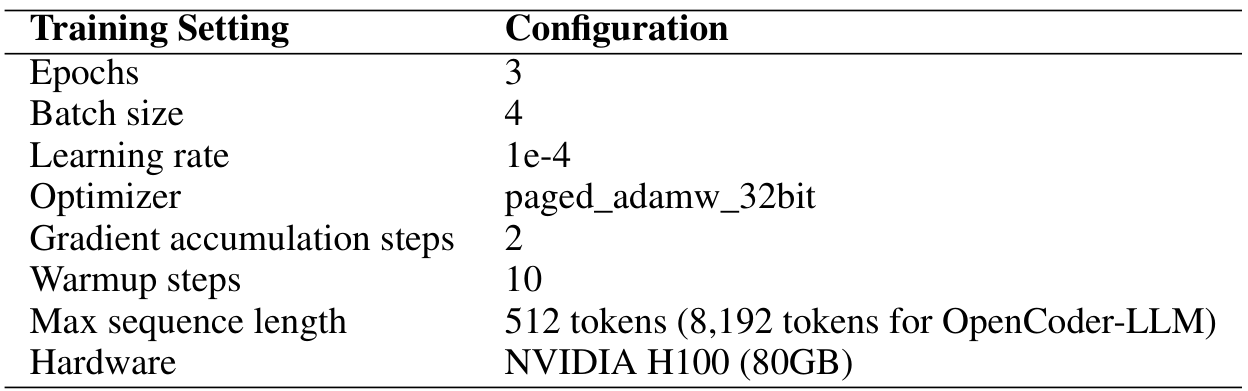 Training Setting Configuration
Epochs 3
Batch size 4
Learning rate 1e-4
Optimizer paged_adamw_32bit
Gradient accumulation steps 2
Warmup steps 10
Max sequence length 512 tokens (8,192 tokens for OpenCoder-LLM)
Hardware NVIDIA H100 (80GB)